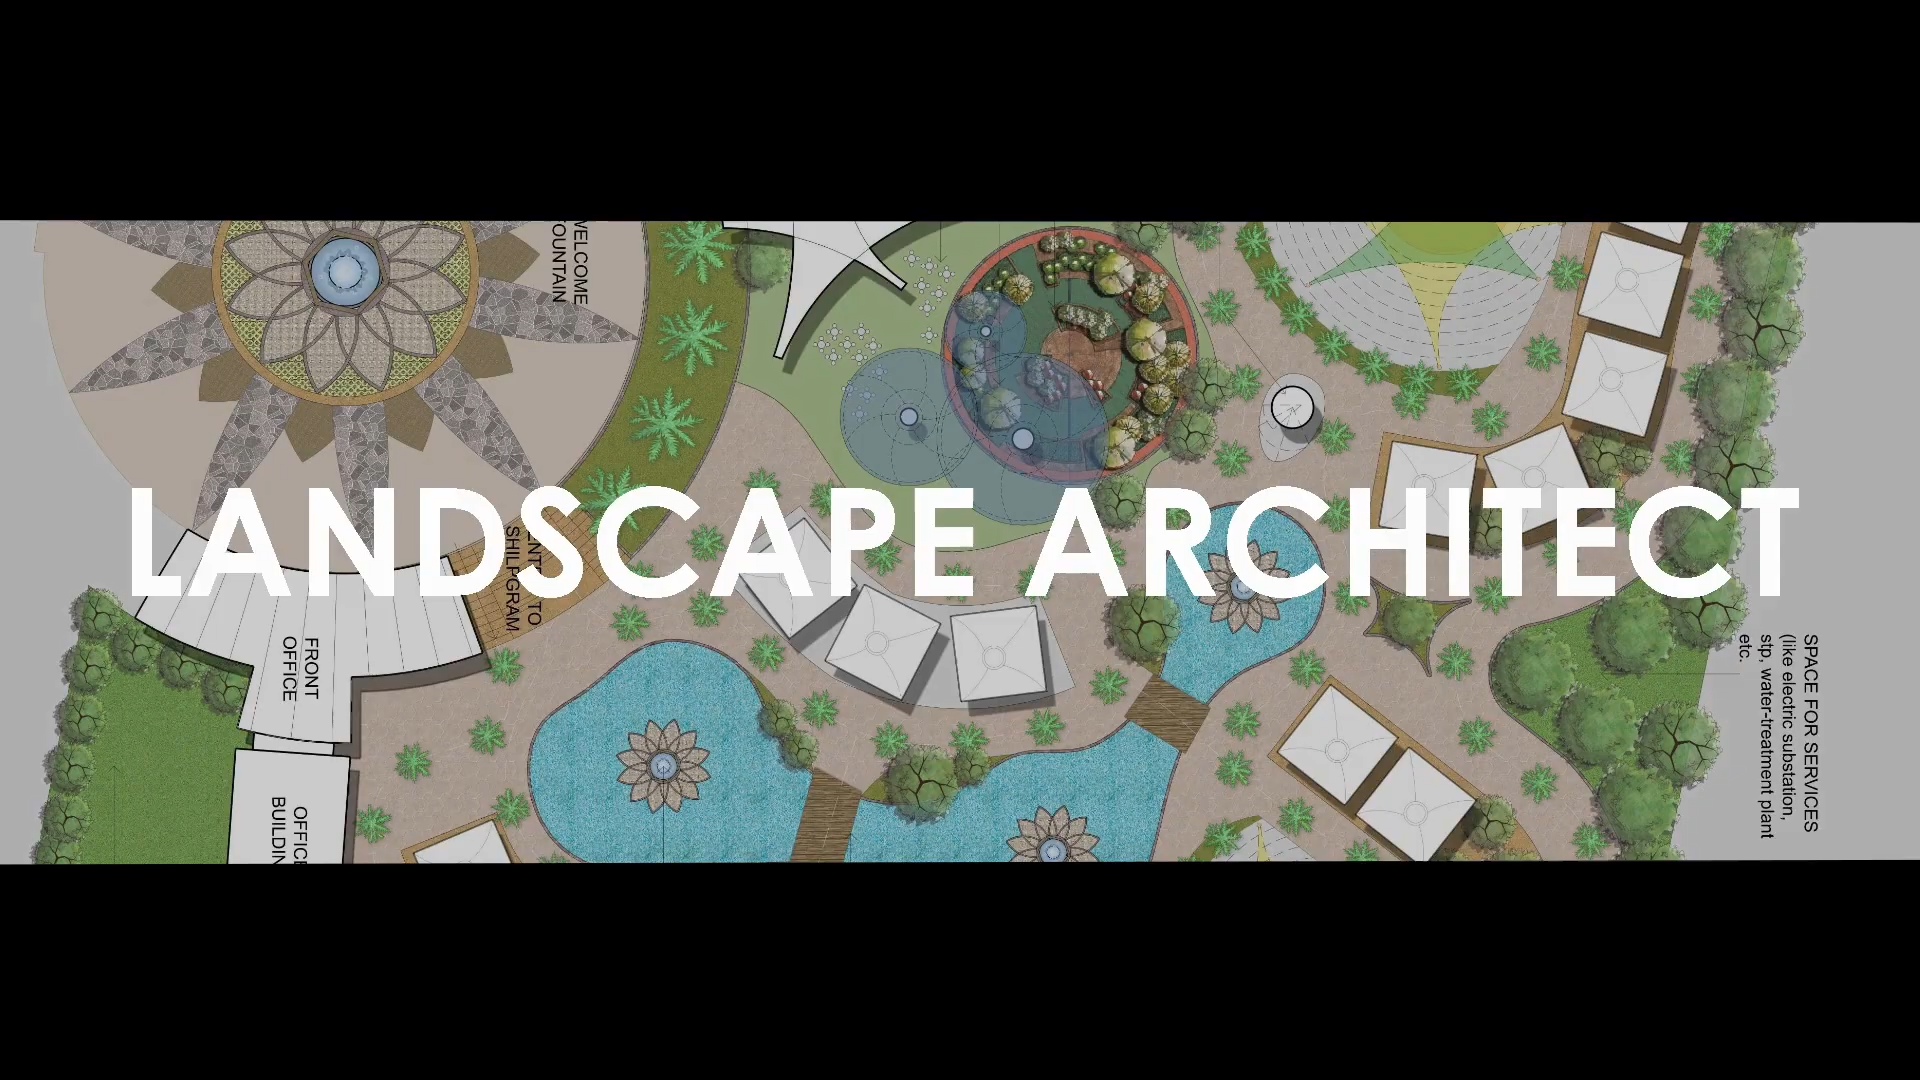 WELCOME
FOUNTAIN
LANDSCAPE ARCHITECT
TO
SHILPGRAM
FRONT
OFFICE
OFFICE
SPACE FOR SERVICES
(like electric substation,
stp, water-treatment plant
etc.